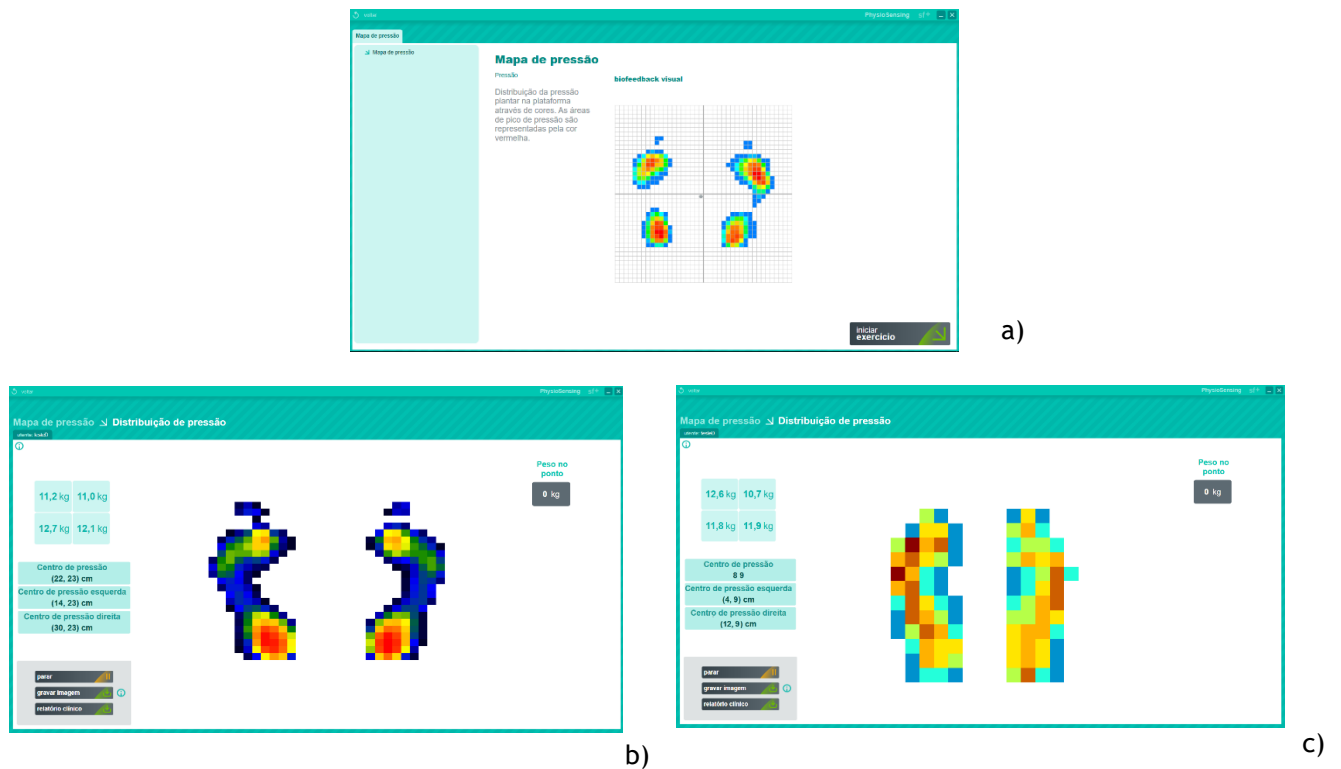 voltar
PhysioSensing sf+
Mapa de pressão
Mapa de pressão
Mapa de pressão
Pressão
biofeedback visual
Distribuição da pressão
plantar na plataforma
através de cores. As áreas
de pico de pressão são
representadas pela cor
vermelha.
iniciar
exercício
a)
voltar
PhysioSensing sf+
Mapa de pressão Distribuição de pressão
Peso no
ponto
0 kg
11,2 kg 11,0 kg
12,7 kg 12,1 kg
Centro de pressão
(22, 23) cm
Centro de pressão esquerda
(14, 23) cm
Centro de pressão direita
(30, 23) cm
parar
gravar imagem
relatório clínico
b)
voltar
PhysioSensing sf+
Mapa de pressão Distribuição de pressão
Peso no
ponto
0 kg
12,6 kg 10,7 kg
11,8 kg 11,9 kg
Centro de pressão
8 9
Centro de pressão esquerda
(4, 9) cm
Centro de pressão direita
(12, 9) cm
parar
gravar imagem
relatório clínico
c)